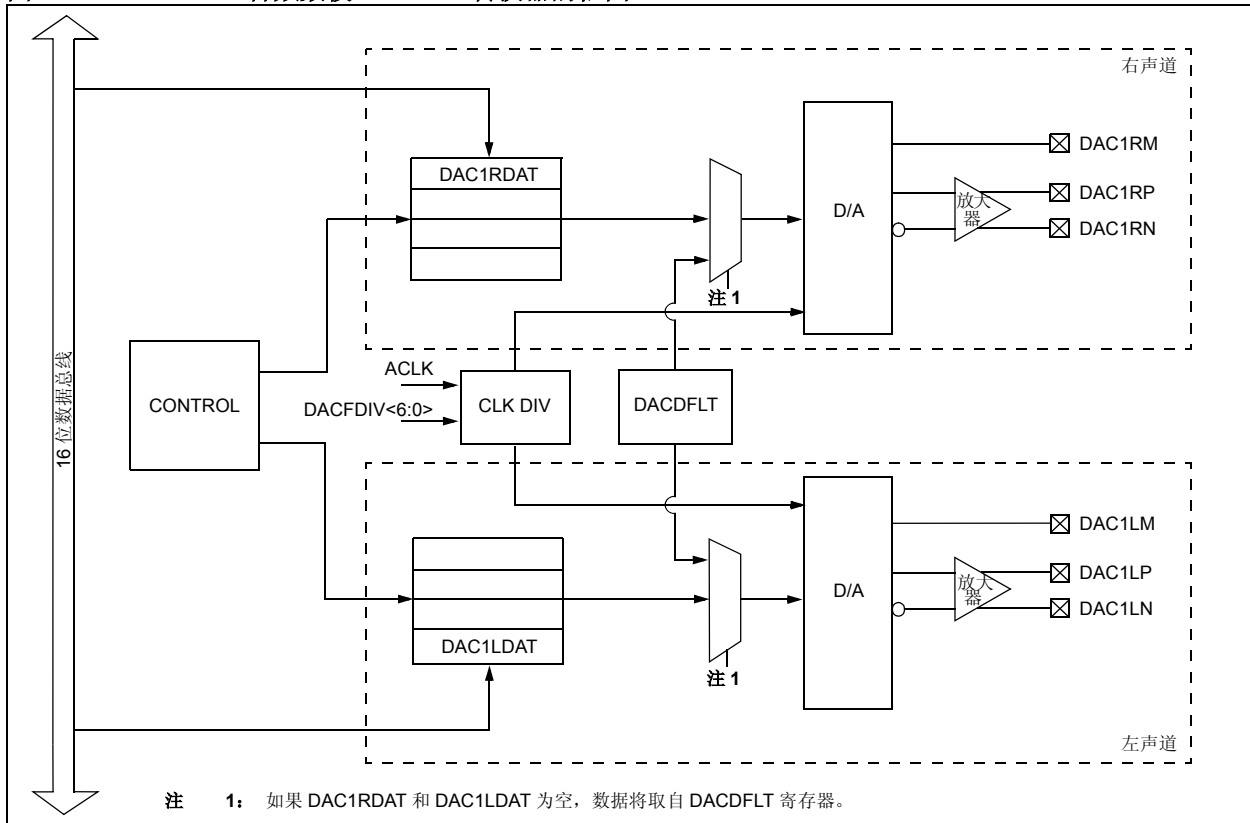 右声道
DAC1RM
DAC1RDAT
DAC1RP
放大
器
D/A
DAC1RN
注 1
ACLK
CONTROL
DACFDIV<6:0>
CLK DIV
DACDFLT
16 位数据总线
DAC1LM
DAC1LP
放大
器
D/A
DAC1LN
DAC1LDAT
注 1
左声道
注 1： 如果 DAC1RDAT 和 DAC1LDAT 为空，数据将取自 DACDFLT 寄存器。